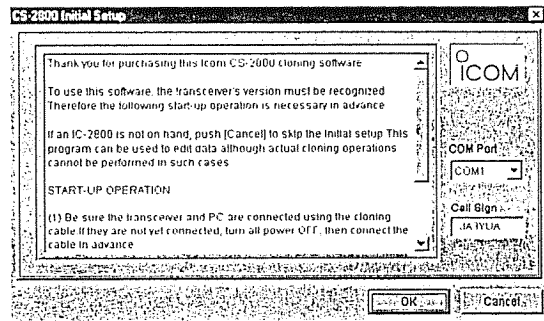 CS-2800 Initial Setup
Thank you for purchasing this Icom CS-2800 cloning software
To use this software, the transceiver's version must be recognized
Therefore the following start-up operation is necessary in advance
If an IC-2800 is not on hand, push [Cancel] to skip the Initial setup This
program can be used to edit data although actual cloning operations
cannot be performed in such cases
START-UP OPERATION
(1) Be sure the transceiver and PC are connected using the cloning
cable If they are not yet connected, turn all power OFF, then connect the
cable in advance
ICOM
COM Port
COM1
Call Sign
OK
Cancel